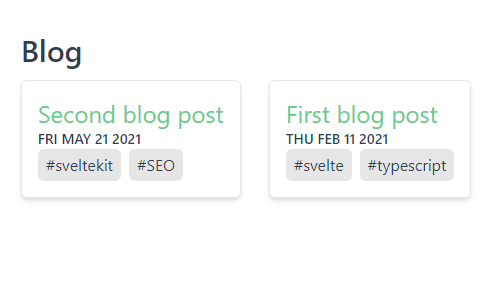 Blog
Second blog post
FRI MAY 21 2021
#sveltekit #SEO
First blog post
THU FEB 11 2021
#svelte #typescript